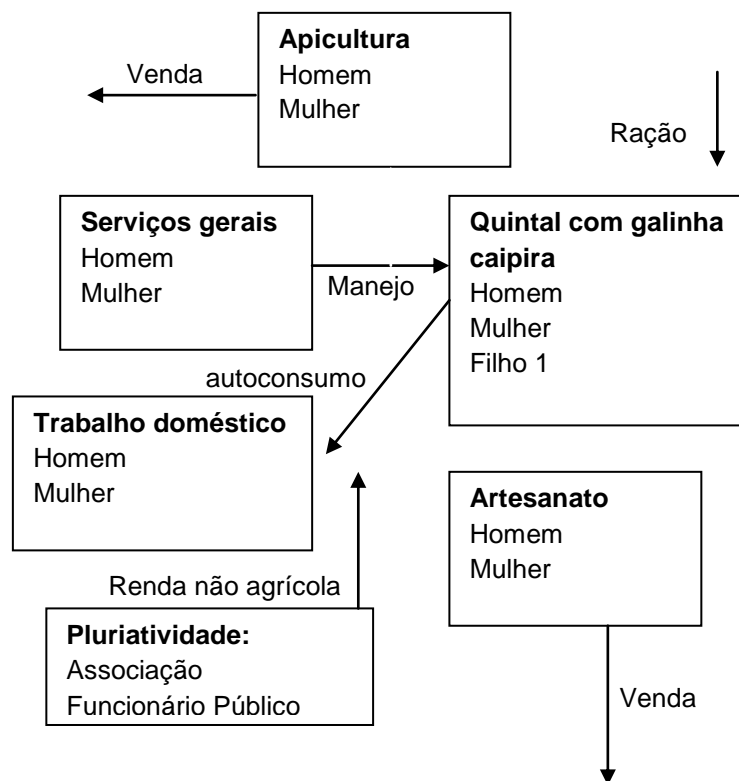 Apicultura
Homem
Mulher
Venda
Ração
Serviços gerais
Homem
Mulher
Manejo
Quintal com galinha
caipira
Homem
Mulher
Filho 1
autoconsumo
Trabalho doméstico
Homem
Mulher
Artesanato
Homem
Mulher
Renda não agrícola
Pluriatividade:
Associação
Funcionário Público
Venda